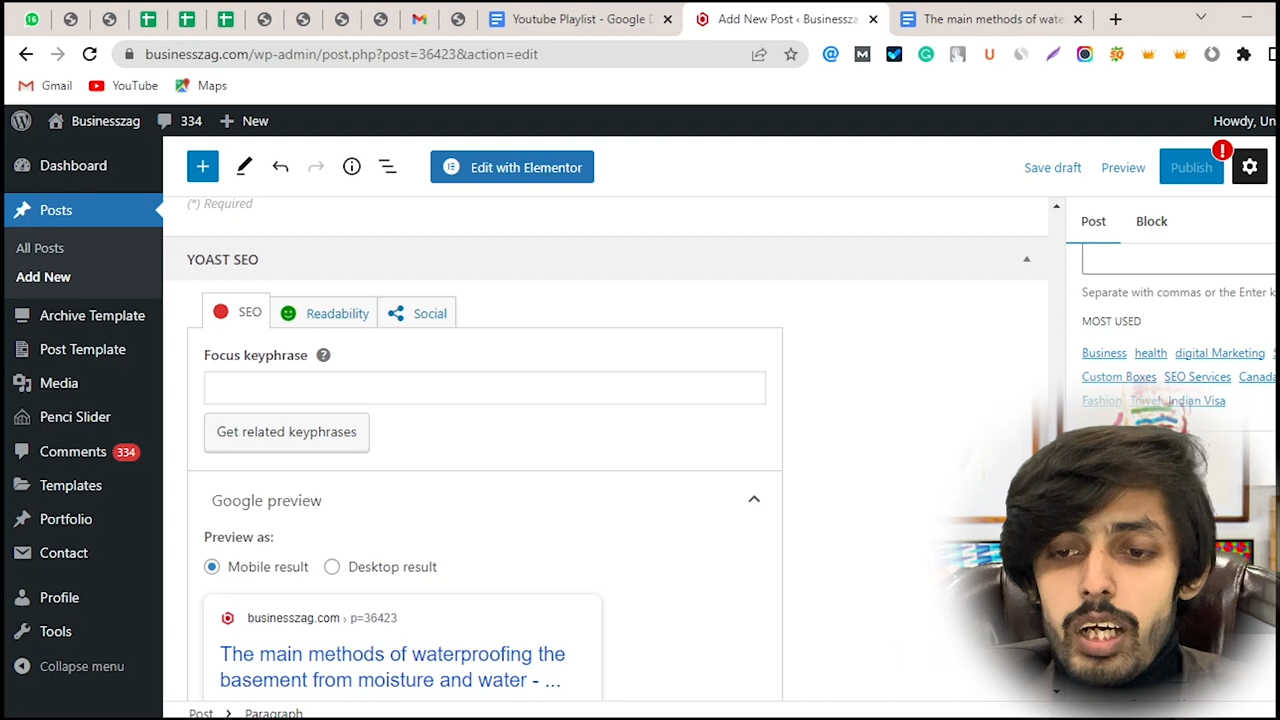 Youtube Playlist - Google D
Add New Post ‹ Businessza
The main methods of wate
businesszag.com/wp-admin/post.php?post=36423&action=edit
Gmail
YouTube
Maps
Businesszag
334
New
Howdy, Un
Dashboard
Posts
All Posts
Add New
Archive Template
Post Template
Media
Penci Slider
Comments 334
Templates
Portfolio
Contact
Profile
Tools
Collapse menu
Edit with Elementor
Save draft
Preview
Publish
!
(*) Required
YOAST SEO
SEO
Readability
Social
Focus keyphrase ?
Get related keyphrases
Google preview
Preview as:
Mobile result
Desktop result
businesszag.com › p=36423
The main methods of waterproofing the
basement from moisture and water - ...
Post > Paragraph
Post
Block
Separate with commas or the Enter k
MOST USED
Business health digital Marketing S
Custom Boxes SEO Services Canada
Fashion Travel Indian Visa